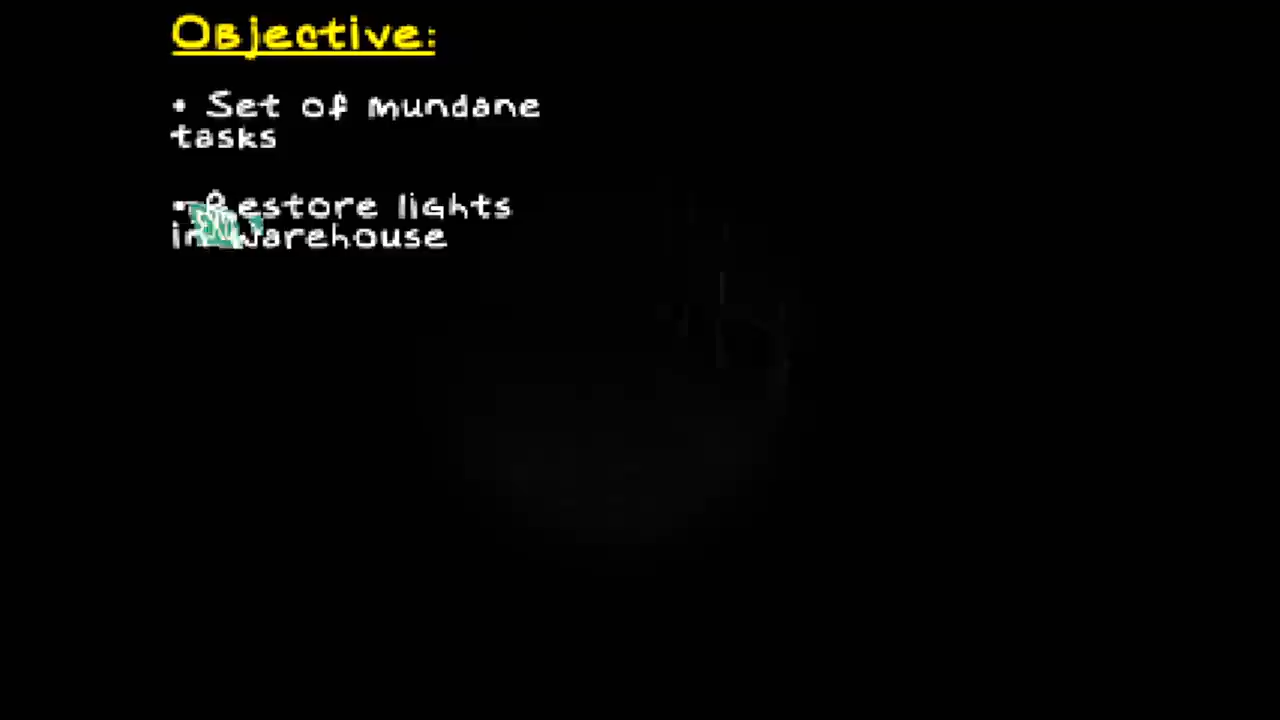 Objective:
• Set of mundane
tasks
• Restore lights
in warehouse